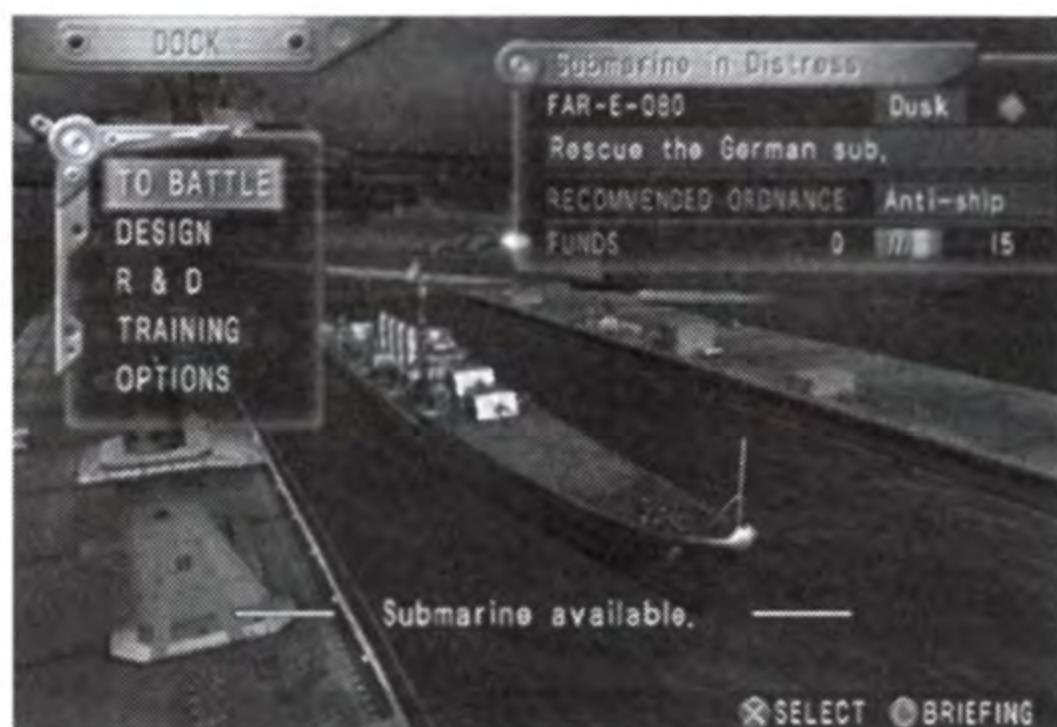 DOCK
Submarine in Distress
FAR-E-080 Dusk
Rescue the German sub.
RECOMMENDED ORDNANCE Anti-ship
FUNDS 0 15
TO BATTLE
DESIGN
R & D
TRAINING
OPTIONS
Submarine available.
SELECT BRIEFING